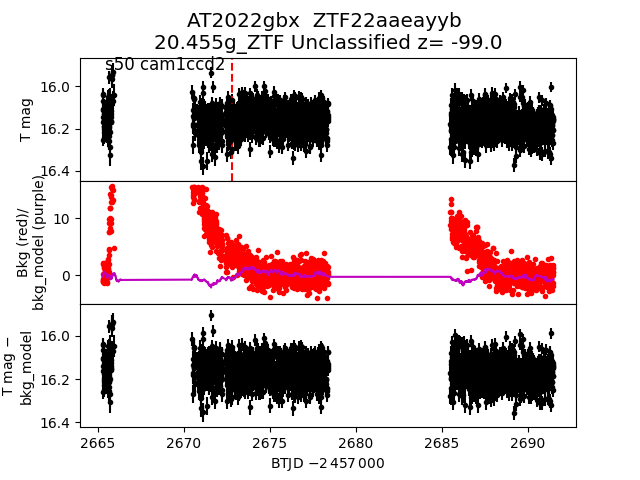 AT2022gbx  ZTF22aaeayyb
20.455g_ZTF Unclassified z= -99.0
s50 cam1ccd2
T mag
16.0
16.2
16.4
Bkg (red)/
bkg_model (purple)
10
0
T mag −
bkg_model
16.0
16.2
16.4
2665
2670
2675
2680
2685
2690
BTJD −2 457 000